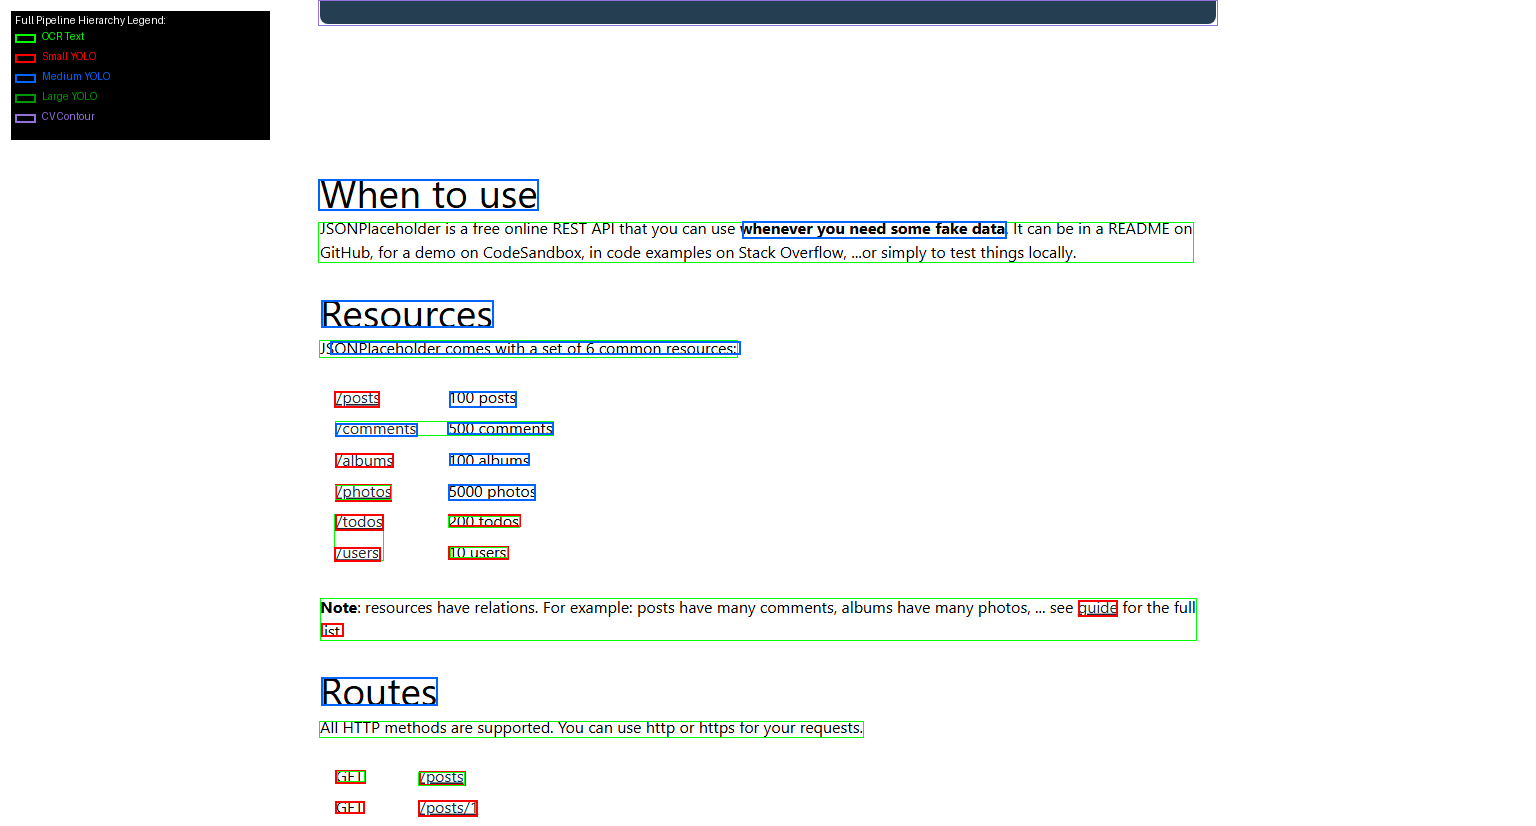 Full Pipeline Hierarchy Legend:
OCR Text
Small YOLO
Medium YOLO
Large YOLO
CV Contour
When to use
JSONPlaceholder is a free online REST API that you can use whenever you need some fake data. It can be in a README on
GitHub, for a demo on CodeSandbox, in code examples on Stack Overflow, ...or simply to test things locally.
Resources
JSONPlaceholder comes with a set of 6 common resources:
/posts 100 posts
/comments 500 comments
/albums 100 albums
/photos 5000 photos
/todos 200 todos
/users 10 users
Note: resources have relations. For example: posts have many comments, albums have many photos, ... see guide for the full
list.
Routes
All HTTP methods are supported. You can use http or https for your requests.
GET /posts
GET /posts/1